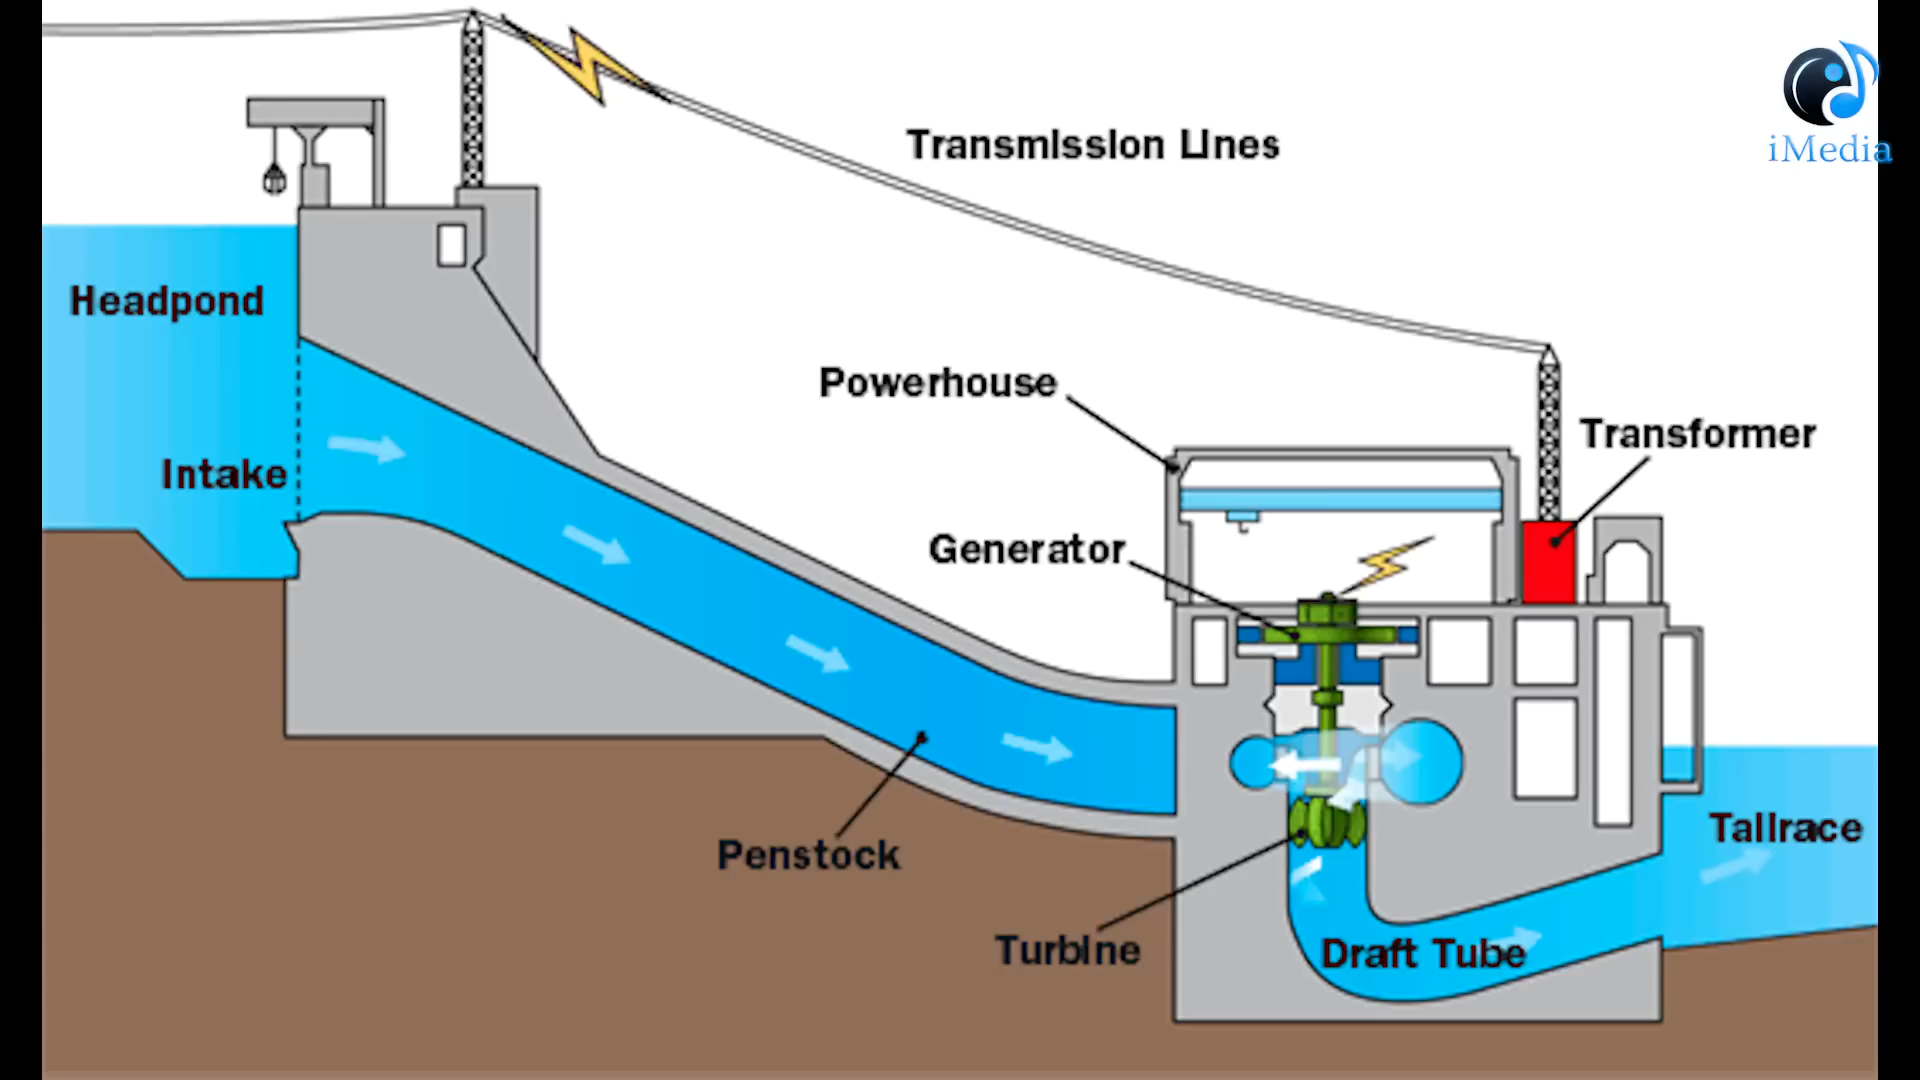 iMedia
Transmission Lines
Headpond
Powerhouse
Transformer
Intake
Generator
Tailrace
Penstock
Turbine
Draft Tube